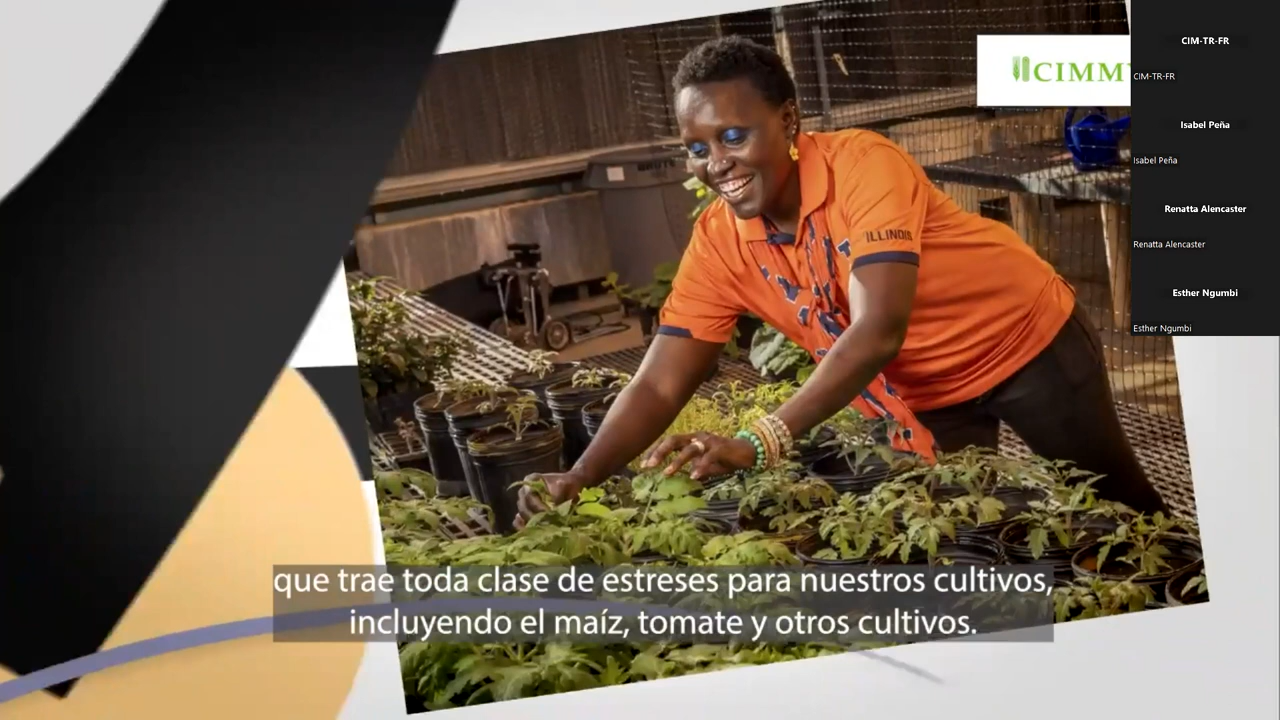 CIMM
ILLINOIS
CIM-TR-FR
CIM-TR-FR
Isabel Peña
Isabel Peña
Renatta Alencaster
Renatta Alencaster
Esther Ngumbi
Esther Ngumbi
que trae toda clase de estreses para nuestros cultivos,
incluyendo el maíz, tomate y otros cultivos.